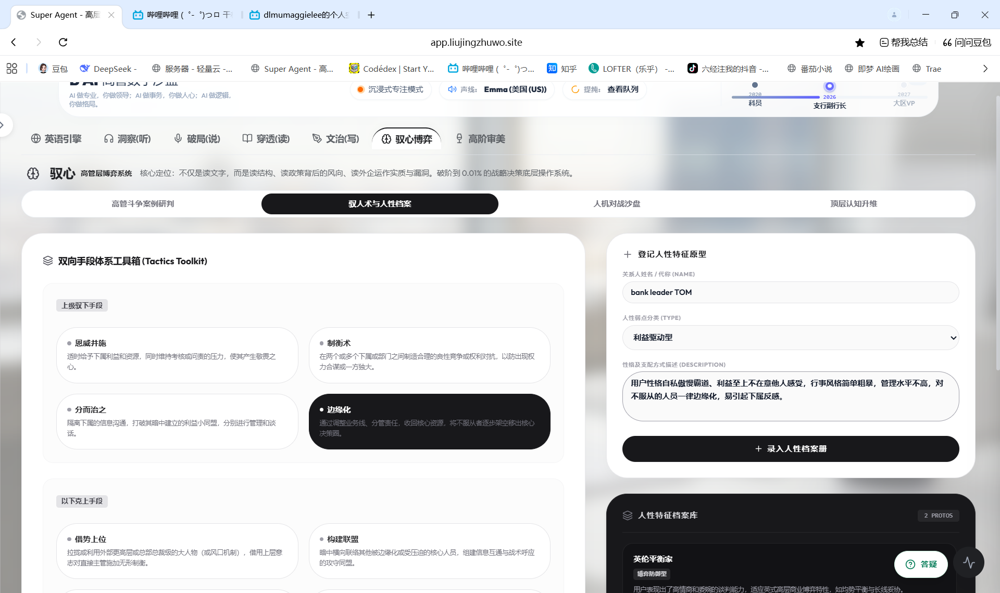 Super Agent - 高层
哔哩哔哩 (゜-゜)つロ 干杯
dlmumaggielee的个人空
app.liujingzhuwo.site
帮我总结
问问豆包
豆包
DeepSeek -
服务器 - 轻量云 -...
Super Agent - 高...
Codédex | Start Y...
哔哩哔哩 (゜-゜)つ...
知 知乎
LOFTER（乐乎） -...
六经注我的抖音 -...
番茄小说
即梦 AI绘画
Trae
AI 做专业，你做领导；AI 做事务，你做人心；AI 做逻辑，
你做格局。
沉浸式专注模式
声线： Emma (美国 (US))
提纯： 查看队列
2020
科员
2026
支行副行长
2027
大区VP
英语引擎
洞察(听)
破局(说)
穿透(读)
文治(写)
驭心博弈
高阶审美
驭心 高管层博弈系统 核心定位：不仅是读文字，而是读结构、读政策背后的风向、读外企运作实质与漏洞。破阶到 0.01% 的战略决策底层操作系统。
高管斗争案例研判
驭人术与人性档案
人机对战沙盘
顶层认知升维
双向手段体系工具箱 (Tactics Toolkit)
上级驭下手段
恩威并施
适时给予下属利益和资源，同时维持考核或问责的压力，使其产生敬畏之
心。
制衡术
在两个或多个下属或部门之间制造合理的良性竞争或权利对抗，以防出现权
力合谋或一方独大。
分而治之
隔离下属的信息沟通，打破其暗中建立的利益小同盟，分别进行管理和谈
话。
边缘化
通过调整业务线、分管责任，收回核心资源，将不服从者逐步架空移出核心
决策圈。
以下克上手段
借势上位
拉拢或利用外部更高层或总部总裁级的大人物（或风口机制），借用上层意
志对直接主管施加无形制衡。
构建联盟
暗中横向联络其他被边缘化或受压迫的核心人员，组建信息互通与战术呼应
的攻守同盟。
登记人性特征原型
关系人姓名 / 代称 (NAME)
bank leader TOM
人性弱点分类 (TYPE)
利益驱动型
性格及支配方式描述 (DESCRIPTION)
用户性格自私傲慢霸道、利益至上不在意他人感受，行事风格简单粗暴，管理水平不高，对
不服从的人员一律边缘化，易引起下属反感。
+ 录入人性档案册
人性特征档案库
2 PROTOS
英伦平衡家
博弈防御型
用户表现出了高情商和委婉的谈判能力，适应英式高层商业博弈特性，如均势平衡与长线妥协。
答疑